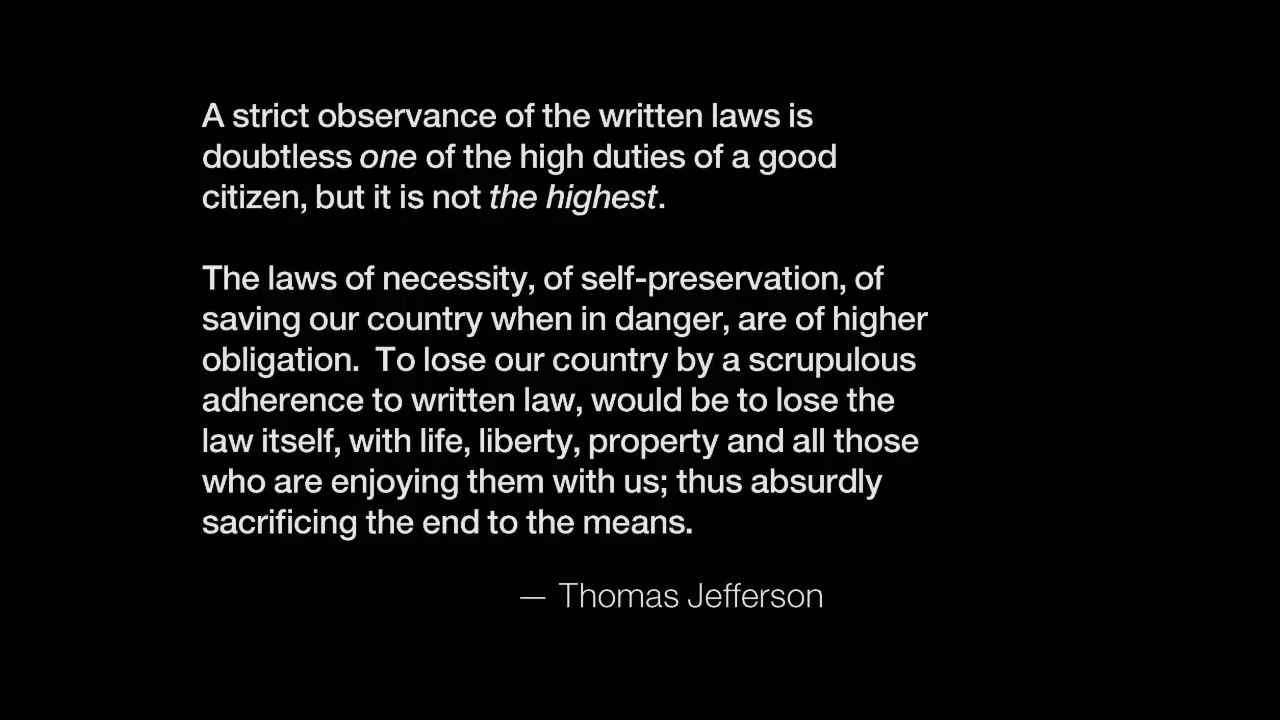 A strict observance of the written laws is
doubtless one of the high duties of a good
citizen, but it is not the highest.
The laws of necessity, of self-preservation, of
saving our country when in danger, are of higher
obligation.  To lose our country by a scrupulous
adherence to written law, would be to lose the
law itself, with life, liberty, property and all those
who are enjoying them with us; thus absurdly
sacrificing the end to the means.
— Thomas Jefferson